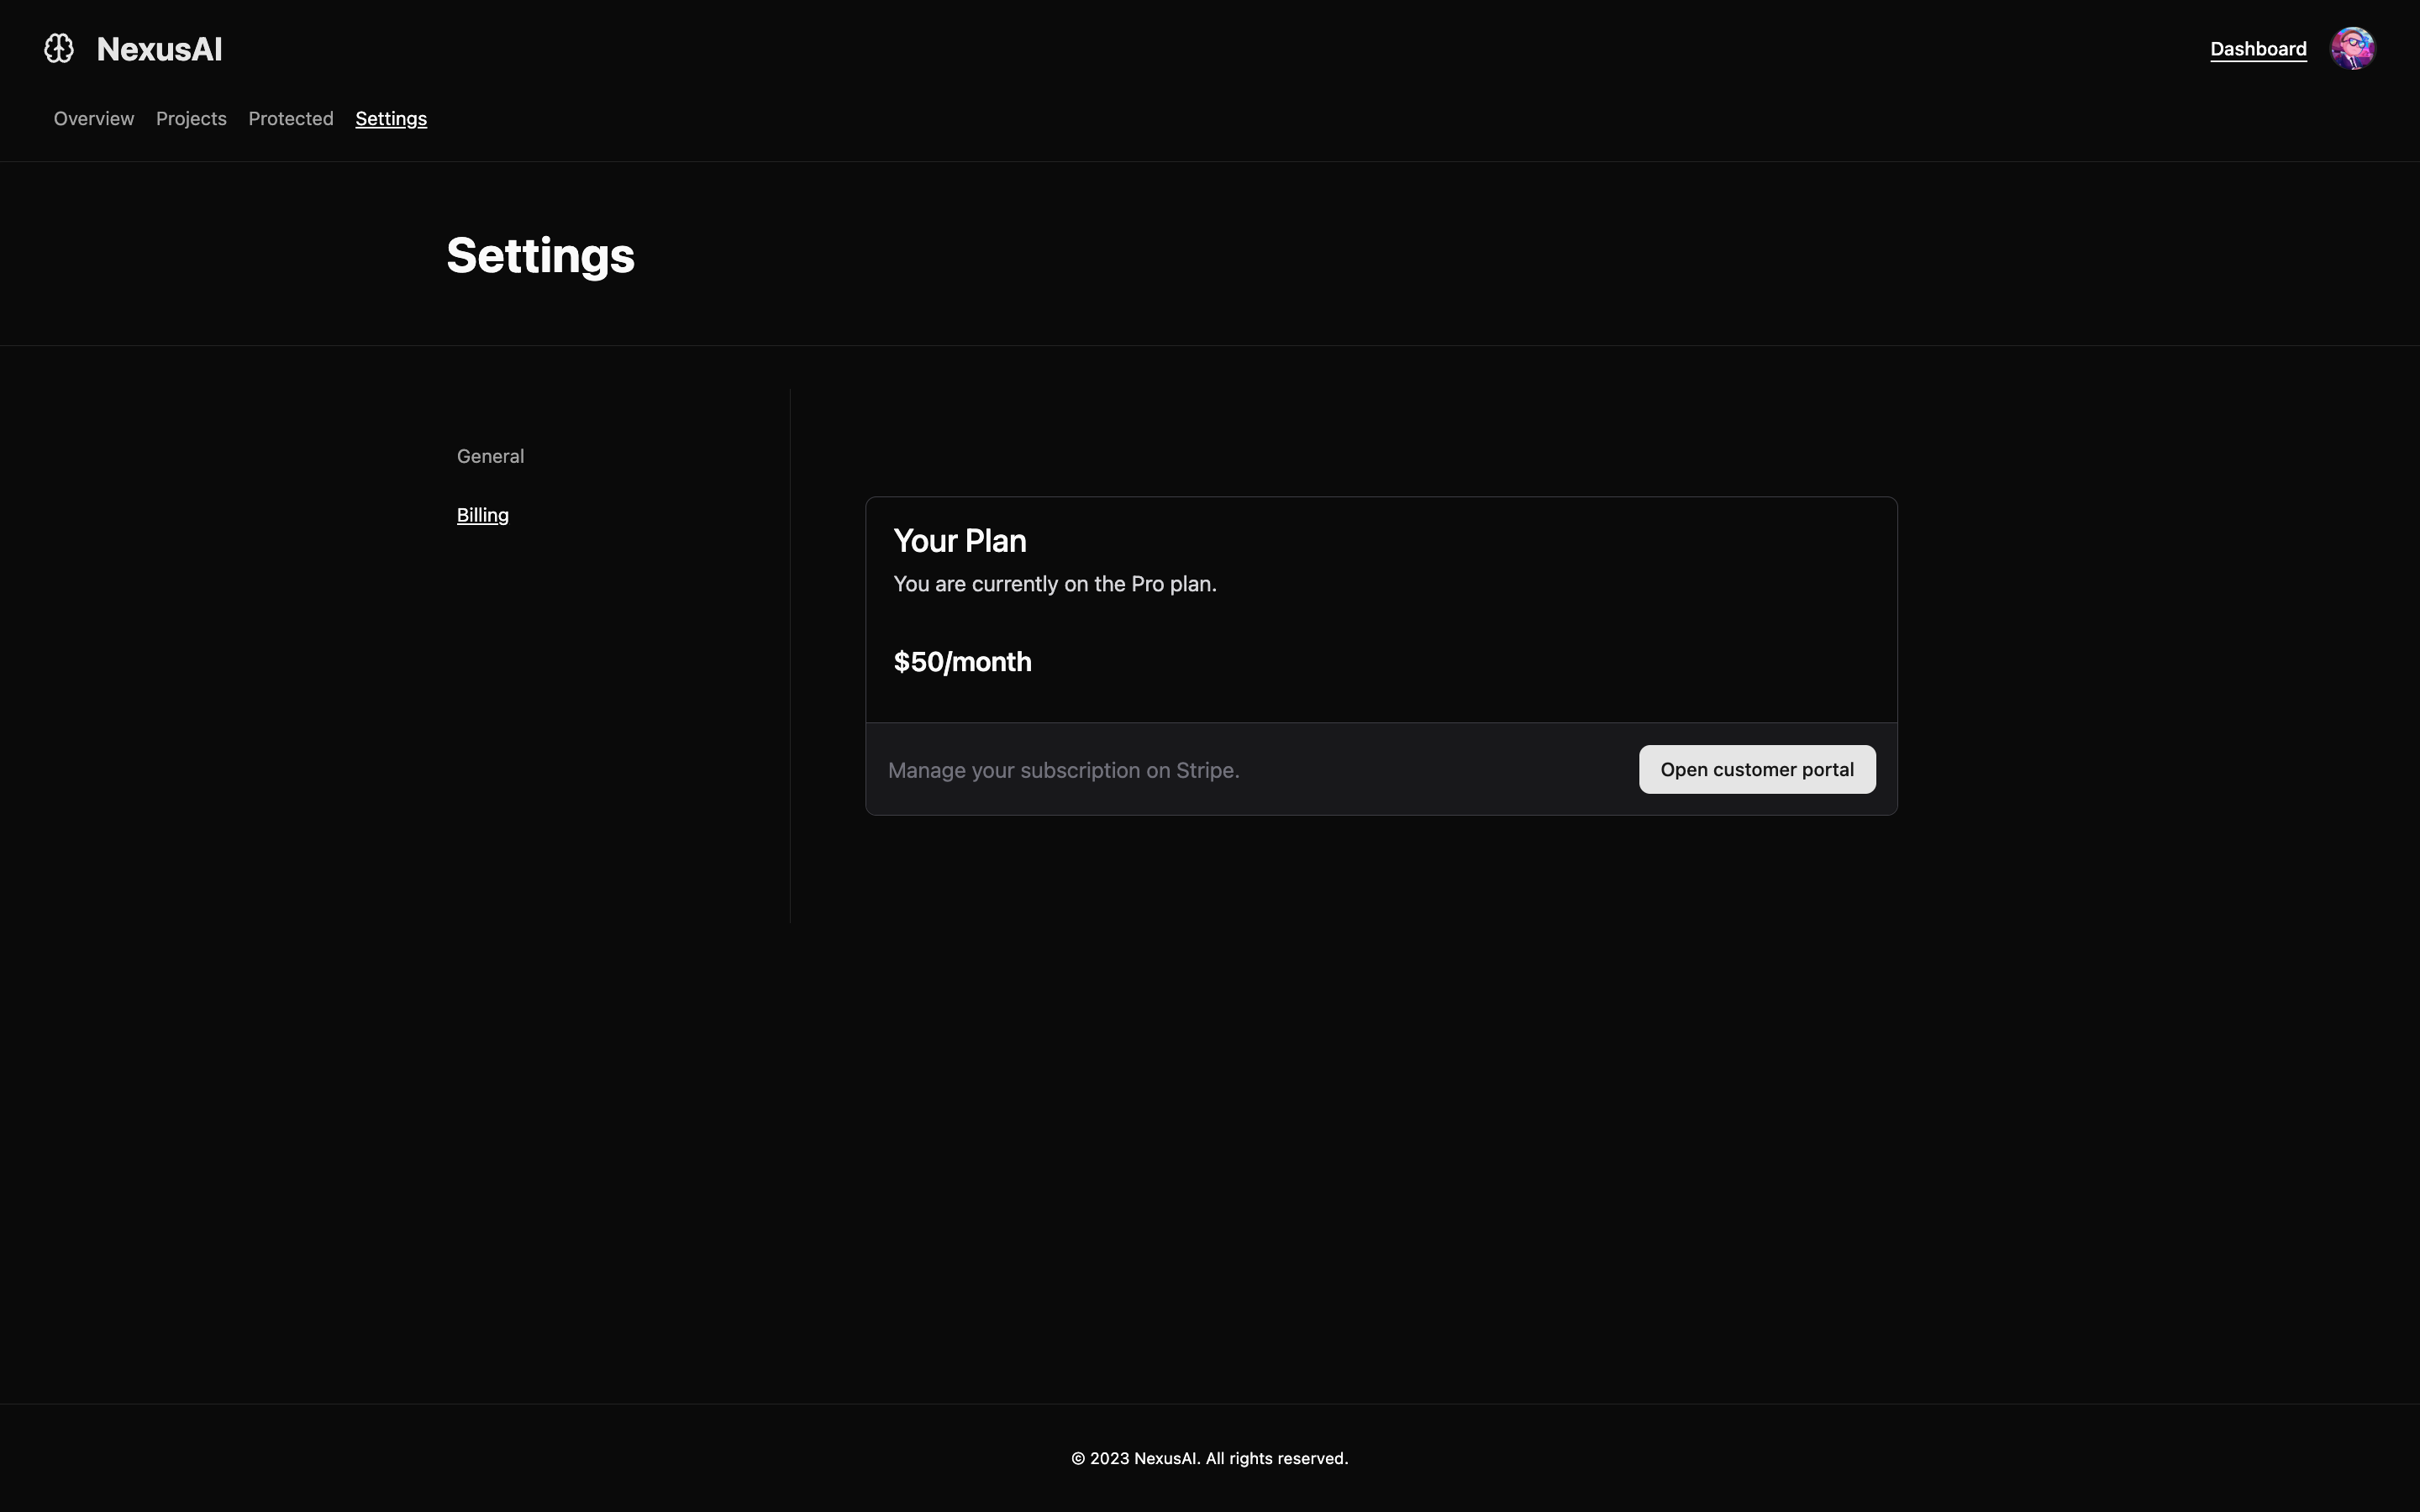 NexusAI
Dashboard
Overview Projects Protected Settings
Settings
General
Billing
Your Plan
You are currently on the Pro plan.
$50/month
Manage your subscription on Stripe.
Open customer portal
© 2023 NexusAI. All rights reserved.